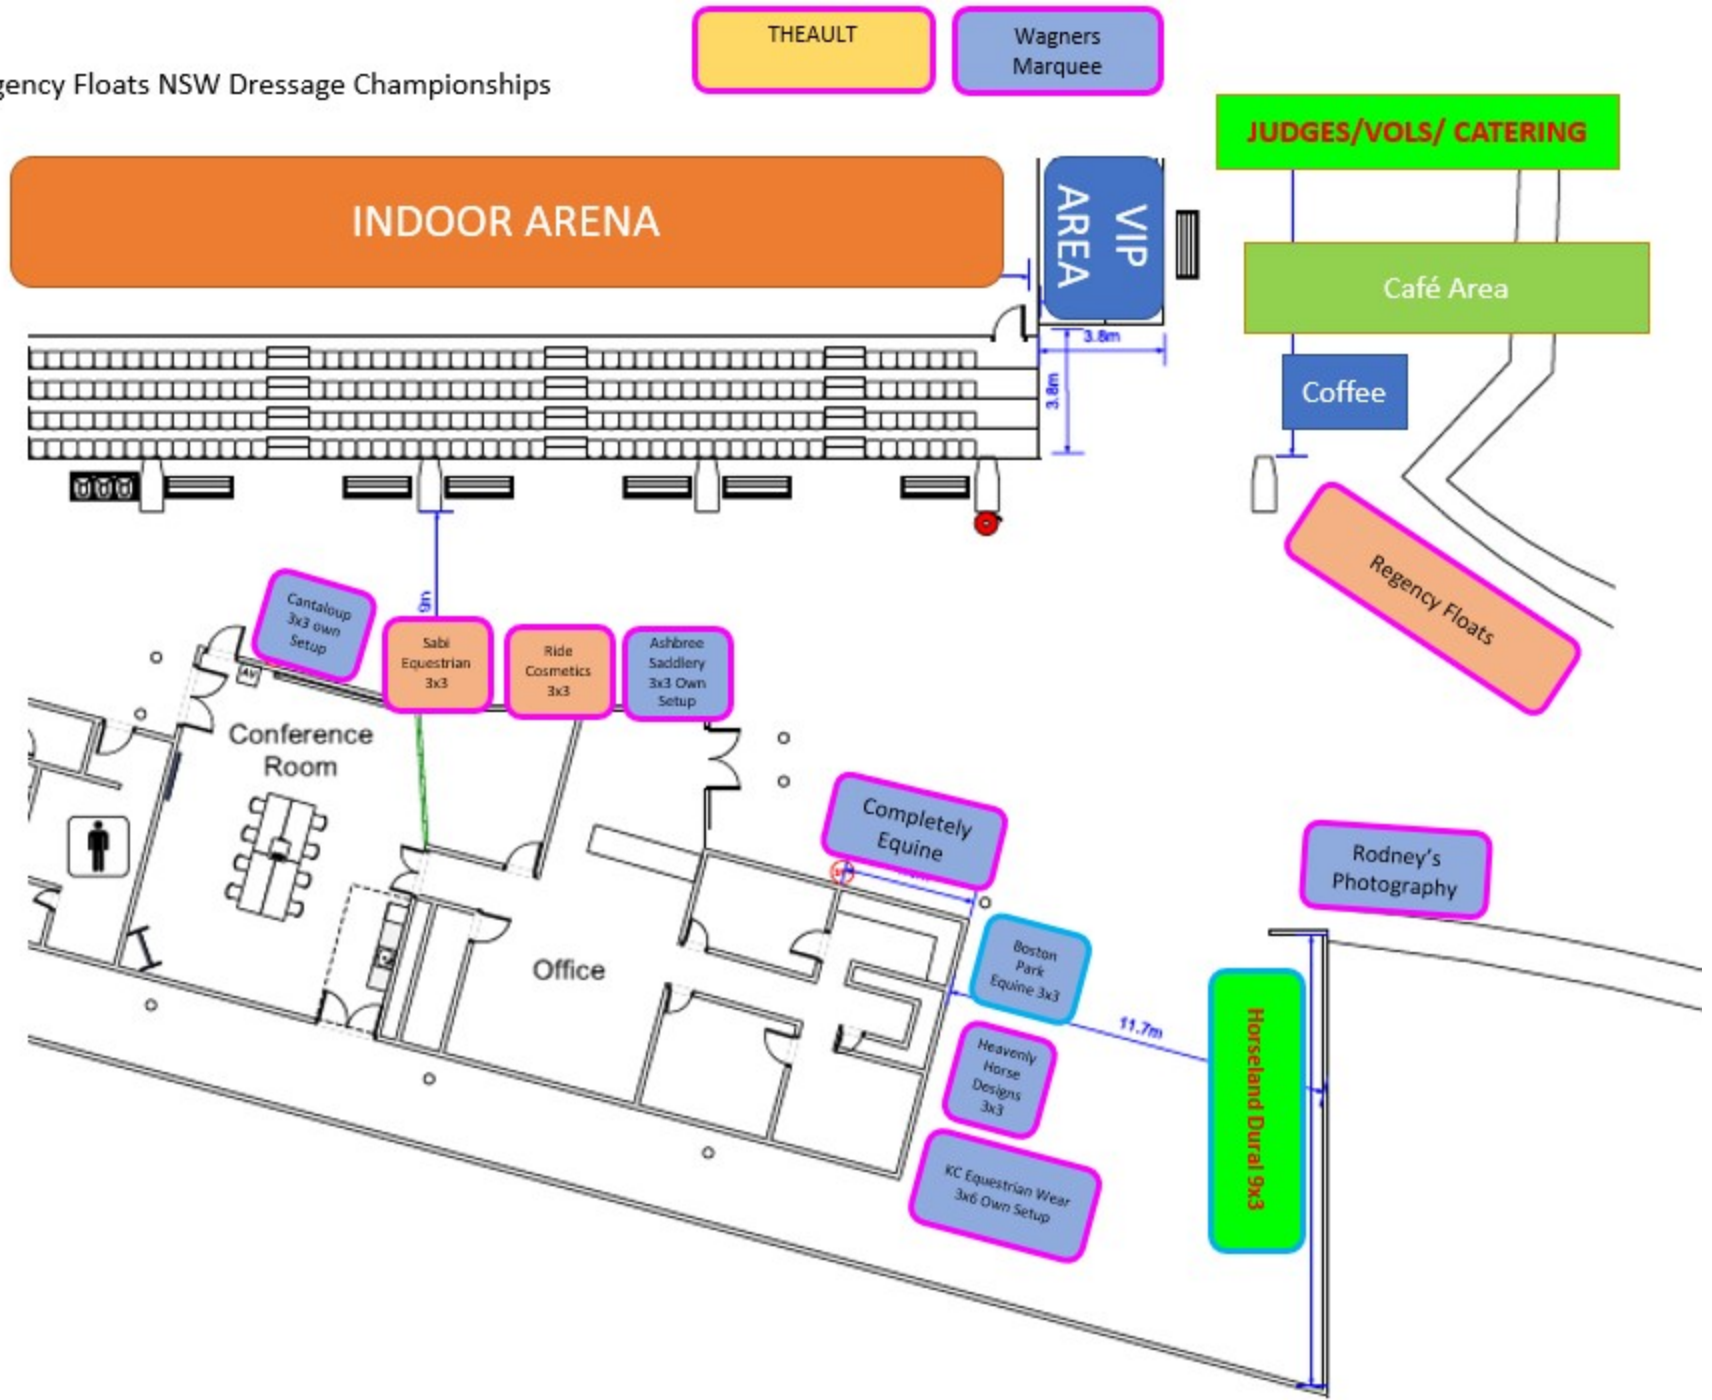 THEAULT
Wagners
Marquee
gency Floats NSW Dressage Championships
JUDGES/VOLS/ CATERING
INDOOR ARENA
VIP
AREA
Café Area
3.8m
3.8m
Coffee
Regency Floats
9m
Cantaloup
3x3 own
Setup
Sabi
Equestrian
3x3
Ride
Cosmetics
3x3
Ashbree
Saddlery
3x3 Own
Setup
AV
Conference
Room
Completely
Equine
Rodney's
Photography
Office
Boston
Park
Equine 3x3
11.7m
Heavenly
Horse
Designs
3x3
Horseland Dural 9x3
KC Equestrian Wear
3x6 Own Setup